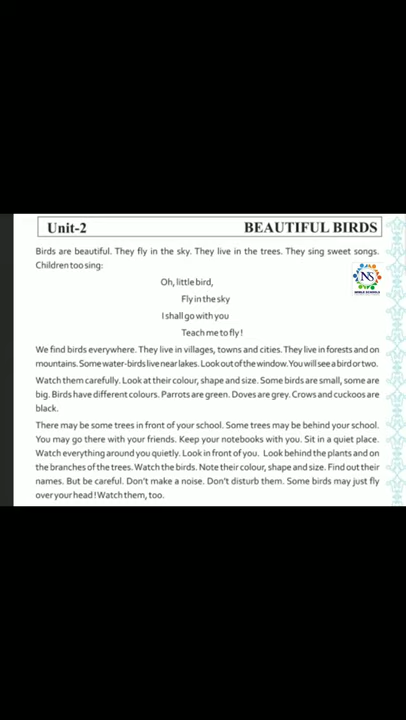 Unit-2 BEAUTIFUL BIRDS
Birds are beautiful. They fly in the sky. They live in the trees. They sing sweet songs.
Children too sing:
Oh, little bird,
Fly in the sky
I shall go with you
Teach me to fly !
NS
NOBLE SCHOOLS
We find birds everywhere. They live in villages, towns and cities. They live in forests and on
mountains. Some water-birds live near lakes. Look out of the window. You will see a bird or two.
Watch them carefully. Look at their colour, shape and size. Some birds are small, some are
big. Birds have different colours. Parrots are green. Doves are grey. Crows and cuckoos are
black.
There may be some trees in front of your school. Some trees may be behind your school.
You may go there with your friends. Keep your notebooks with you. Sit in a quiet place.
Watch everything around you quietly. Look in front of you. Look behind the plants and on
the branches of the trees. Watch the birds. Note their colour, shape and size. Find out their
names. But be careful. Don't make a noise. Don't disturb them. Some birds may just fly
over your head ! Watch them, too.